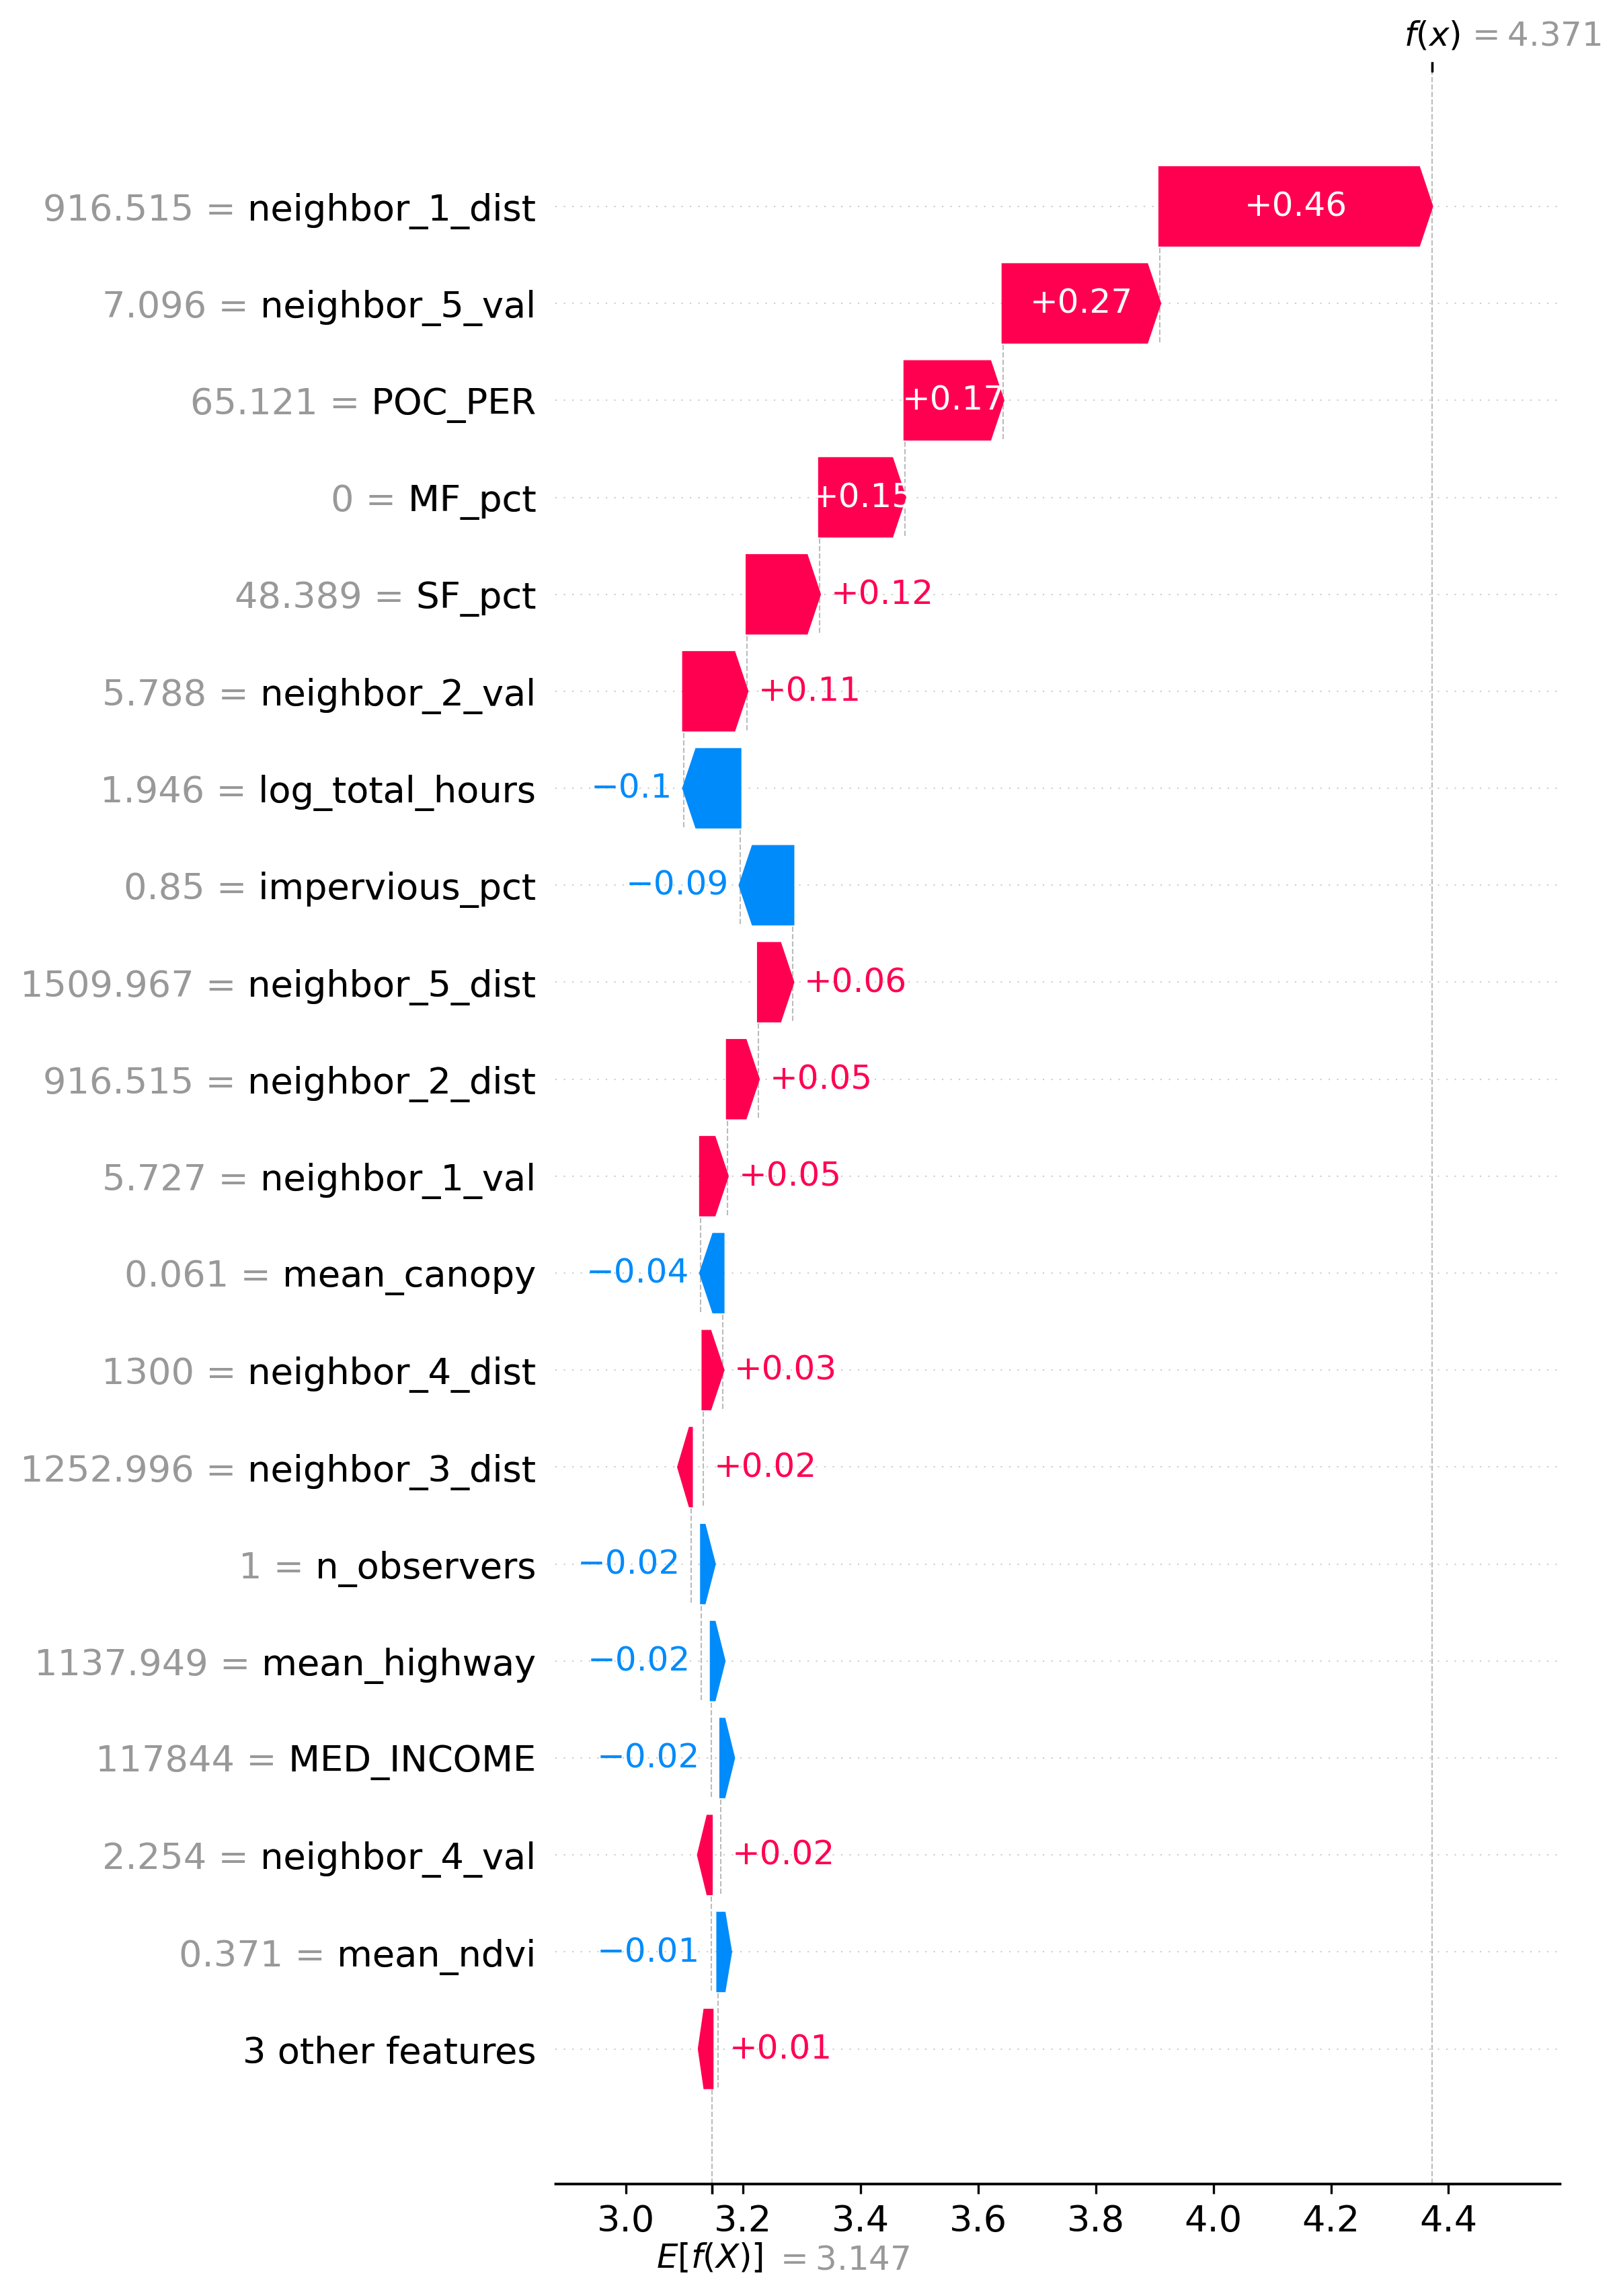 f(x) = 4.371
916.515 = neighbor_1_dist +0.46
7.096 = neighbor_5_val +0.27
65.121 = POC_PER +0.17
0 = MF_pct +0.15
48.389 = SF_pct +0.12
5.788 = neighbor_2_val +0.11
1.946 = log_total_hours −0.1
0.85 = impervious_pct −0.09
1509.967 = neighbor_5_dist +0.06
916.515 = neighbor_2_dist +0.05
5.727 = neighbor_1_val +0.05
0.061 = mean_canopy −0.04
1300 = neighbor_4_dist +0.03
1252.996 = neighbor_3_dist +0.02
1 = n_observers −0.02
1137.949 = mean_highway −0.02
117844 = MED_INCOME −0.02
2.254 = neighbor_4_val +0.02
0.371 = mean_ndvi −0.01
3 other features +0.01
3.0 3.2 3.4 3.6 3.8 4.0 4.2 4.4
E[f(X)] = 3.147